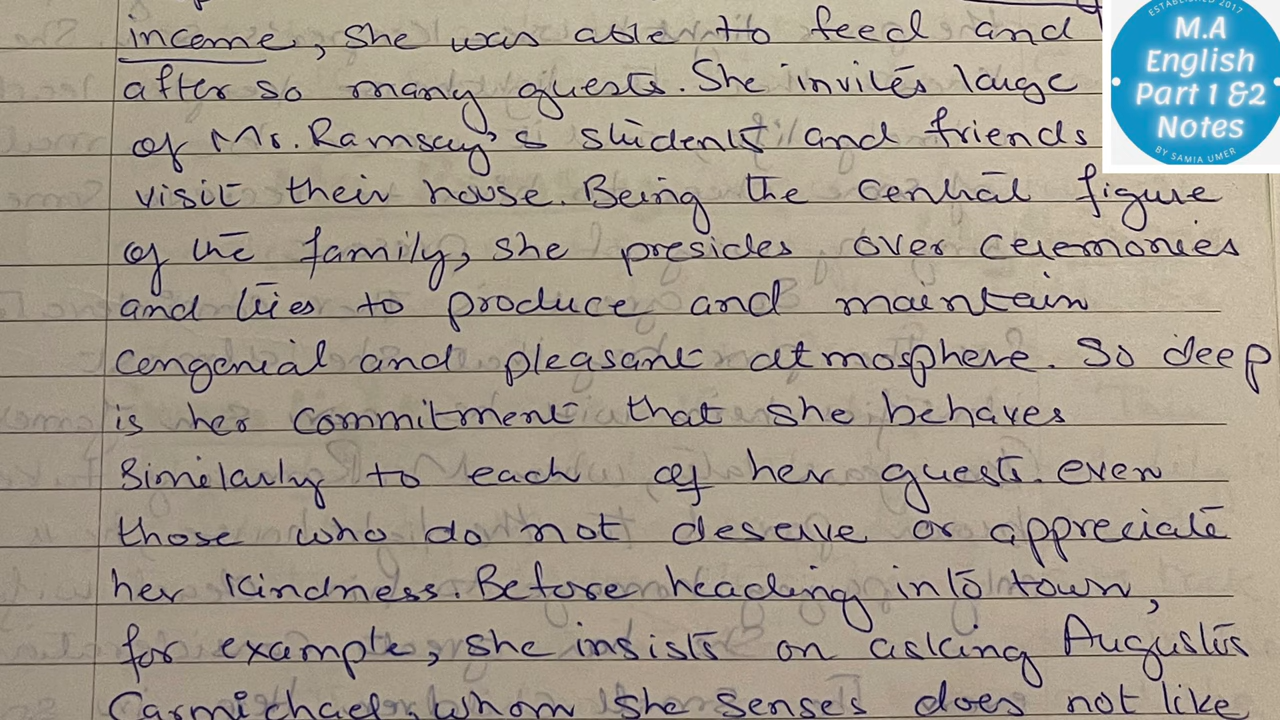 income, she was able to feed and
after so many guests. She invites large
of Mr. Ramsay's students and friends
visit their house. Being the central figure
of the family, she presides over ceremonies
and tries to produce and maintain
congenial and pleasant atmosphere. So deep
is her commitment that she behaves
similarly to each of her guests. even
those who do not deserve or appreciate
her kindness. Before heading into town,
for example, she insists on asking Augustus
Carmichael, whom she senses does not like
ESTABLISHED 2017
M.A
English
Part 1 &2
Notes
BY SAMIA UMER